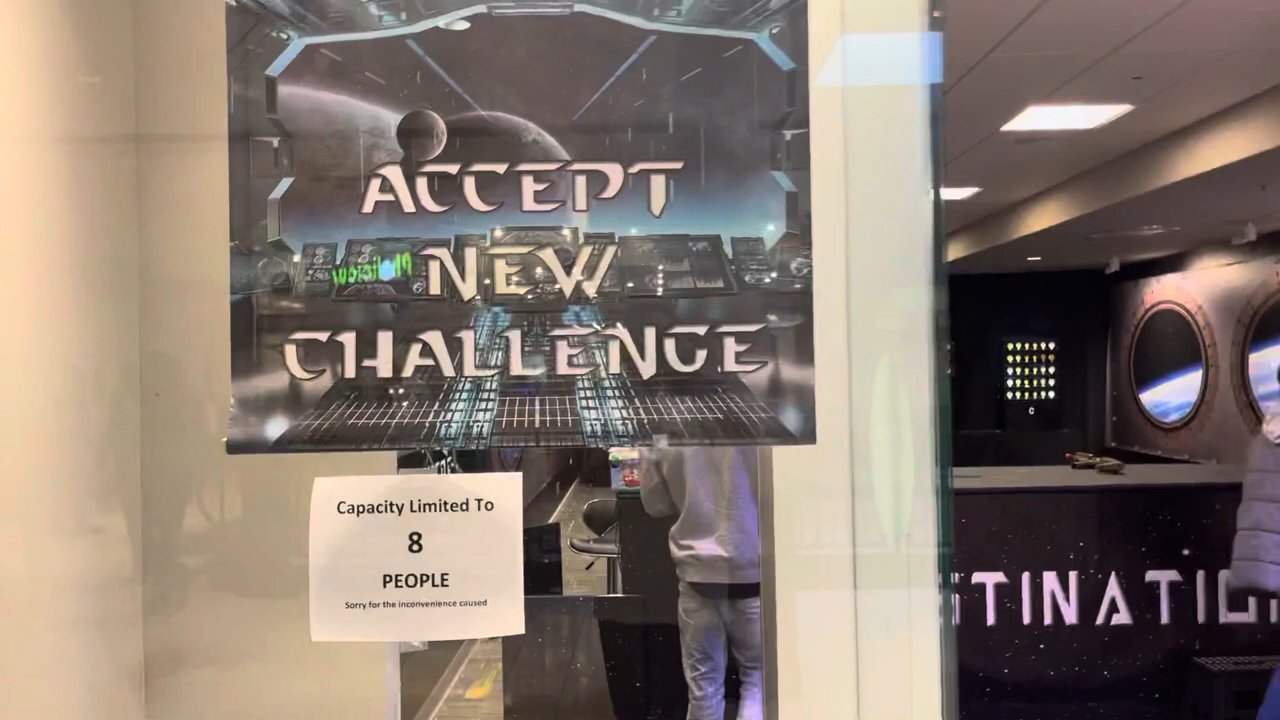 ACCEPT
NEW
CHALLENGE
Capacity Limited To
8
PEOPLE
Sorry for the inconvenience caused
C